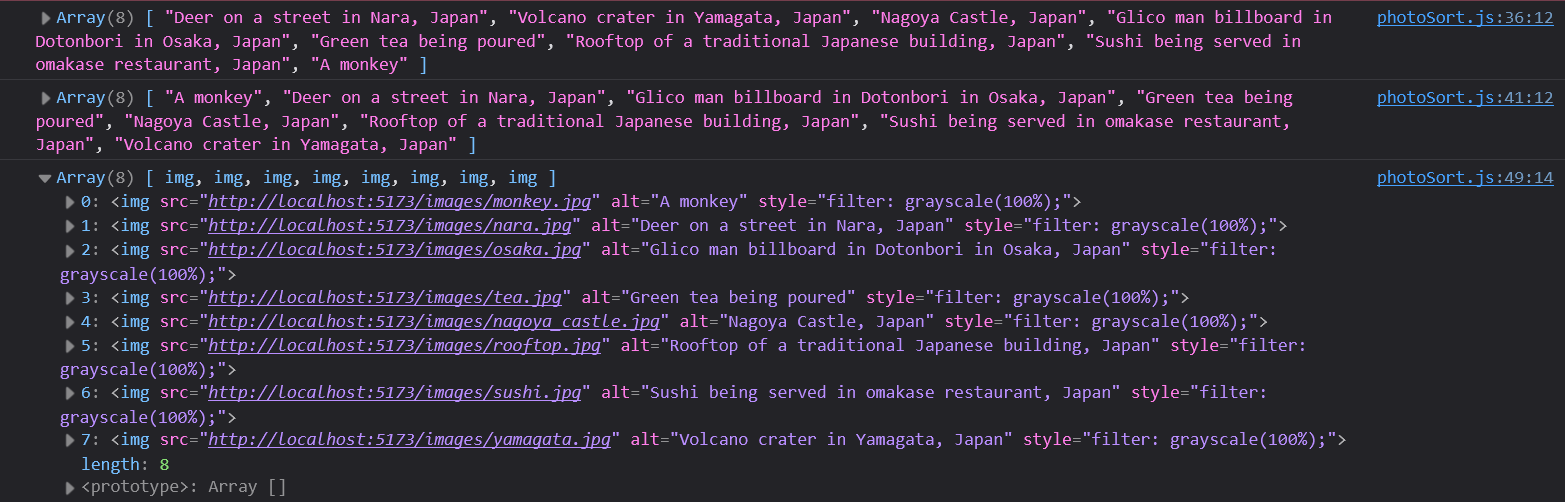 Array(8) [ "Deer on a street in Nara, Japan", "Volcano crater in Yamagata, Japan", "Nagoya Castle, Japan", "Glico man billboard in photoSort.js:36:12
Dotonbori in Osaka, Japan", "Green tea being poured", "Rooftop of a traditional Japanese building, Japan", "Sushi being served in
omakase restaurant, Japan", "A monkey" ]
Array(8) [ "A monkey", "Deer on a street in Nara, Japan", "Glico man billboard in Dotonbori in Osaka, Japan", "Green tea being photoSort.js:41:12
poured", "Nagoya Castle, Japan", "Rooftop of a traditional Japanese building, Japan", "Sushi being served in omakase restaurant,
Japan", "Volcano crater in Yamagata, Japan" ]
Array(8) [ img, img, img, img, img, img, img, img ] photoSort.js:49:14
0: <img src="http://localhost:5173/images/monkey.jpg" alt="A monkey" style="filter: grayscale(100%);">
1: <img src="http://localhost:5173/images/nara.jpg" alt="Deer on a street in Nara, Japan" style="filter: grayscale(100%);">
2: <img src="http://localhost:5173/images/osaka.jpg" alt="Glico man billboard in Dotonbori in Osaka, Japan" style="filter:
grayscale(100%);">
3: <img src="http://localhost:5173/images/tea.jpg" alt="Green tea being poured" style="filter: grayscale(100%);">
4: <img src="http://localhost:5173/images/nagoya_castle.jpg" alt="Nagoya Castle, Japan" style="filter: grayscale(100%);">
5: <img src="http://localhost:5173/images/rooftop.jpg" alt="Rooftop of a traditional Japanese building, Japan" style="filter:
grayscale(100%);">
6: <img src="http://localhost:5173/images/sushi.jpg" alt="Sushi being served in omakase restaurant, Japan" style="filter:
grayscale(100%);">
7: <img src="http://localhost:5173/images/yamagata.jpg" alt="Volcano crater in Yamagata, Japan" style="filter: grayscale(100%);">
length: 8
<prototype>: Array []